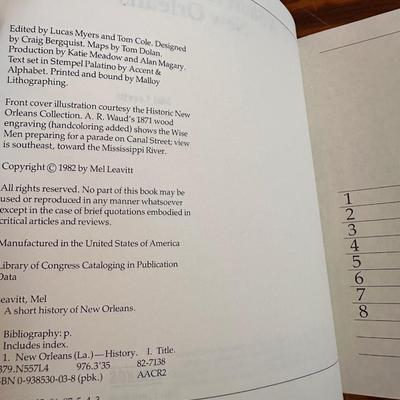 Edited by Lucas Myers and Tom Cole. Designed
by Craig Bergquist. Maps by Tom Dolan.
Production by Katie Meadow and Alan Magary.
Text set in Stempel Palatino by Accent &
Alphabet. Printed and bound by Malloy
Lithographing.
Front cover illustration courtesy the Historic New
Orleans Collection. A. R. Waud's 1871 wood
engraving (handcoloring added) shows the Wise
Men preparing for a parade on Canal Street; view
is southeast, toward the Mississippi River.
Copyright © 1982 by Mel Leavitt
All rights reserved. No part of this book may be
used or reproduced in any manner whatsoever
except in the case of brief quotations embodied in
critical articles and reviews.
Manufactured in the United States of America
Library of Congress Cataloging in Publication
Data
Leavitt, Mel
A short history of New Orleans.
Bibliography: p.
Includes index.
1. New Orleans (La.)—History. I. Title.
379.N557L4 976.3'35 82-7138
ISBN 0-938530-03-8 (pbk.) AACR2
1
2
3
4
5
6
7
8